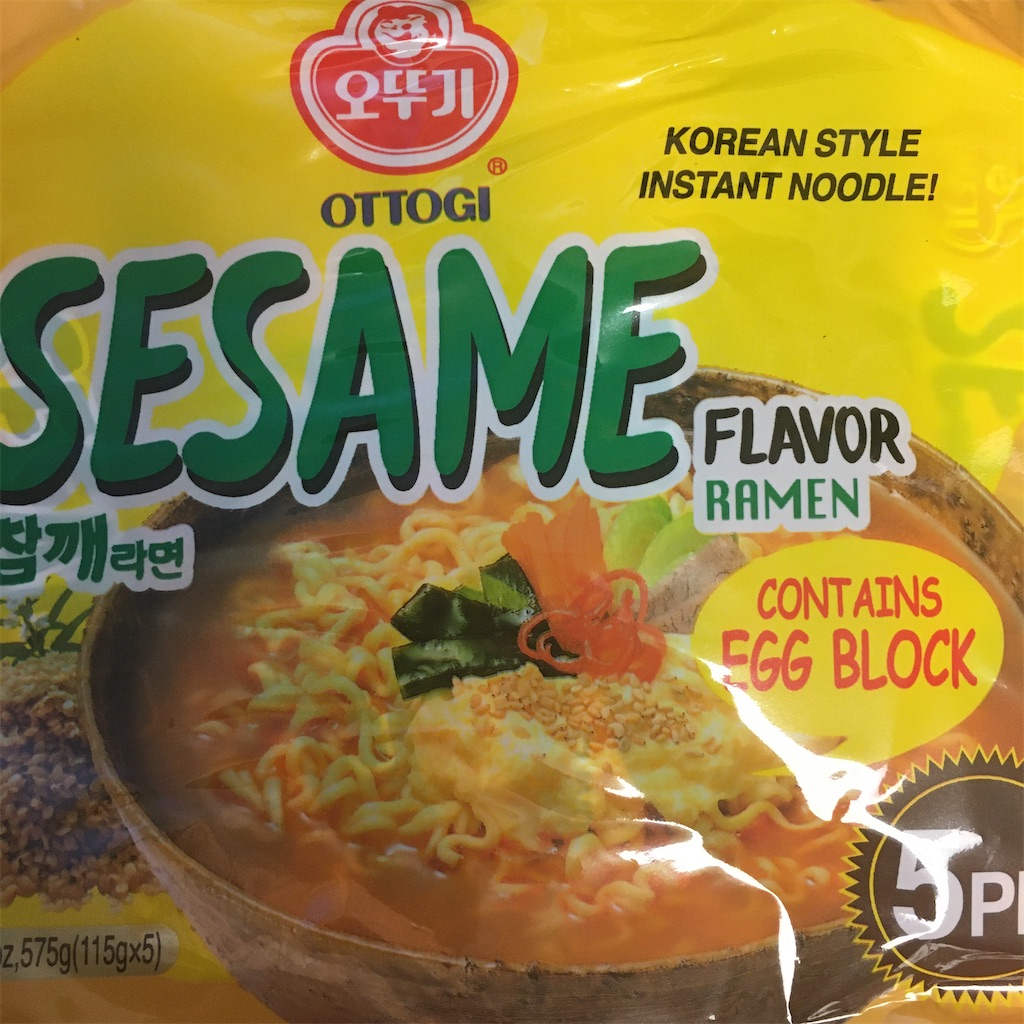 오뚜기
®
OTTOGI
KOREAN STYLE
INSTANT NOODLE!
SESAME
FLAVOR
RAMEN
참깨라면
CONTAINS
EGG BLOCK
5
oz,575g(115gx5)